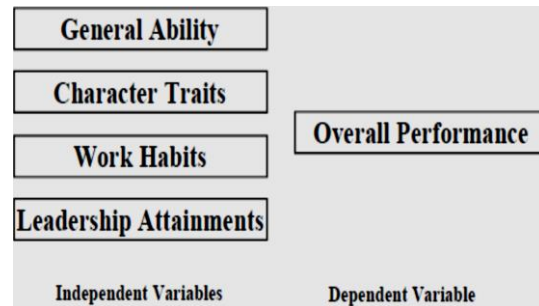 General Ability
Character Traits
Work Habits
Leadership Attainments
Overall Performance
Independent Variables
Dependent Variable